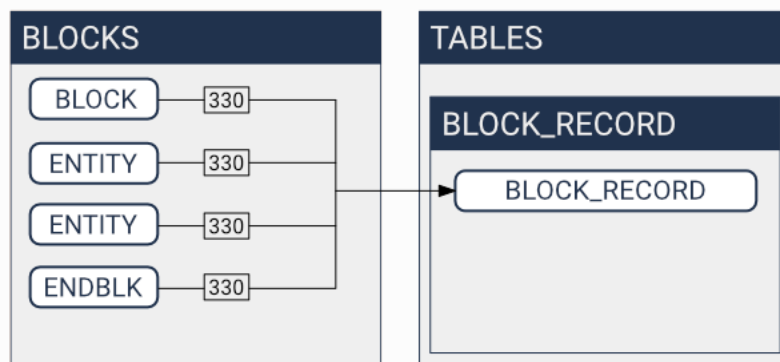 BLOCKS
BLOCK 330
ENTITY 330
ENTITY 330
ENDBLK 330
TABLES
BLOCK_RECORD
BLOCK_RECORD